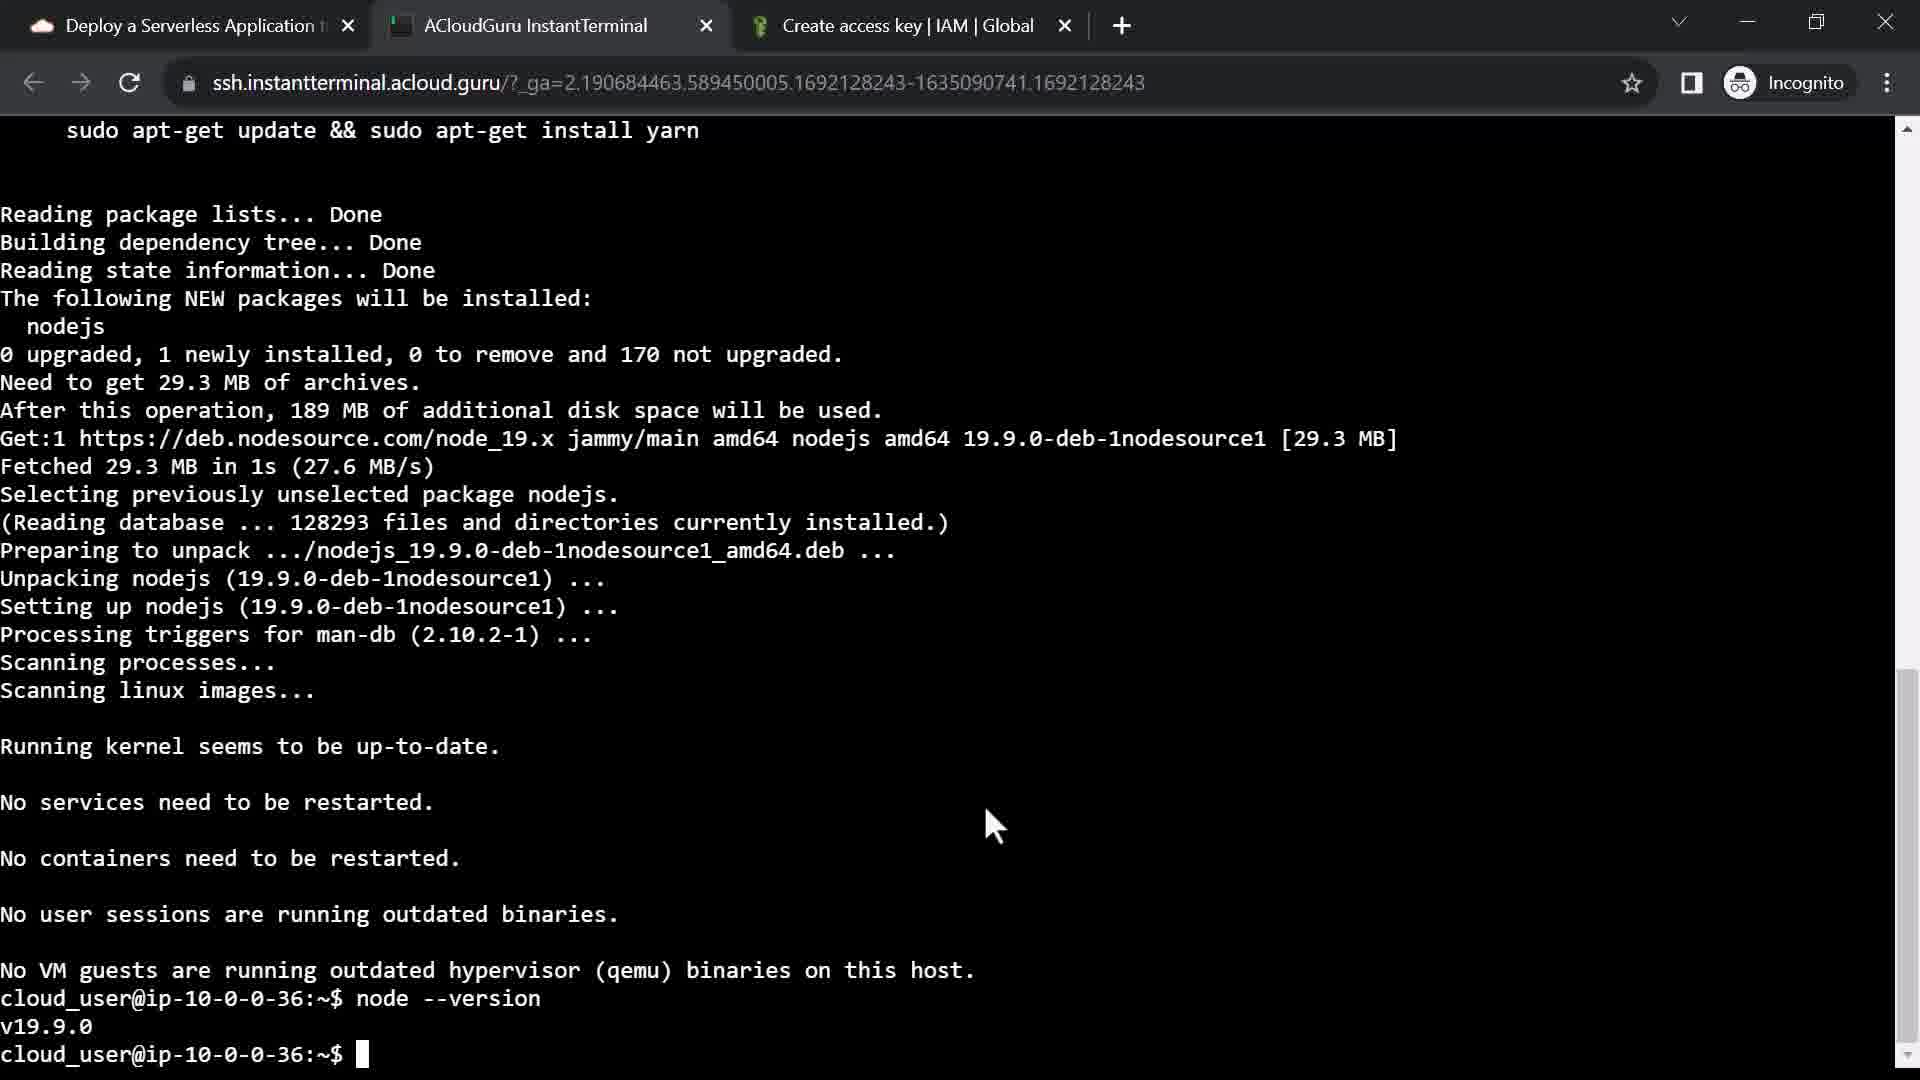 Deploy a Serverless Application t
ACloudGuru InstantTerminal
Create access key | IAM | Global
ssh.instantterminal.acloud.guru/?_ga=2.190684463.589450005.1692128243-1635090741.1692128243
Incognito
sudo apt-get update && sudo apt-get install yarn
Reading package lists... Done
Building dependency tree... Done
Reading state information... Done
The following NEW packages will be installed:
nodejs
0 upgraded, 1 newly installed, 0 to remove and 170 not upgraded.
Need to get 29.3 MB of archives.
After this operation, 189 MB of additional disk space will be used.
Get:1 https://deb.nodesource.com/node_19.x jammy/main amd64 nodejs amd64 19.9.0-deb-1nodesource1 [29.3 MB]
Fetched 29.3 MB in 1s (27.6 MB/s)
Selecting previously unselected package nodejs.
(Reading database ... 128293 files and directories currently installed.)
Preparing to unpack .../nodejs_19.9.0-deb-1nodesource1_amd64.deb ...
Unpacking nodejs (19.9.0-deb-1nodesource1) ...
Setting up nodejs (19.9.0-deb-1nodesource1) ...
Processing triggers for man-db (2.10.2-1) ...
Scanning processes...
Scanning linux images...
Running kernel seems to be up-to-date.
No services need to be restarted.
No containers need to be restarted.
No user sessions are running outdated binaries.
No VM guests are running outdated hypervisor (qemu) binaries on this host.
cloud_user@ip-10-0-0-36:~$ node --version
v19.9.0
cloud_user@ip-10-0-0-36:~$